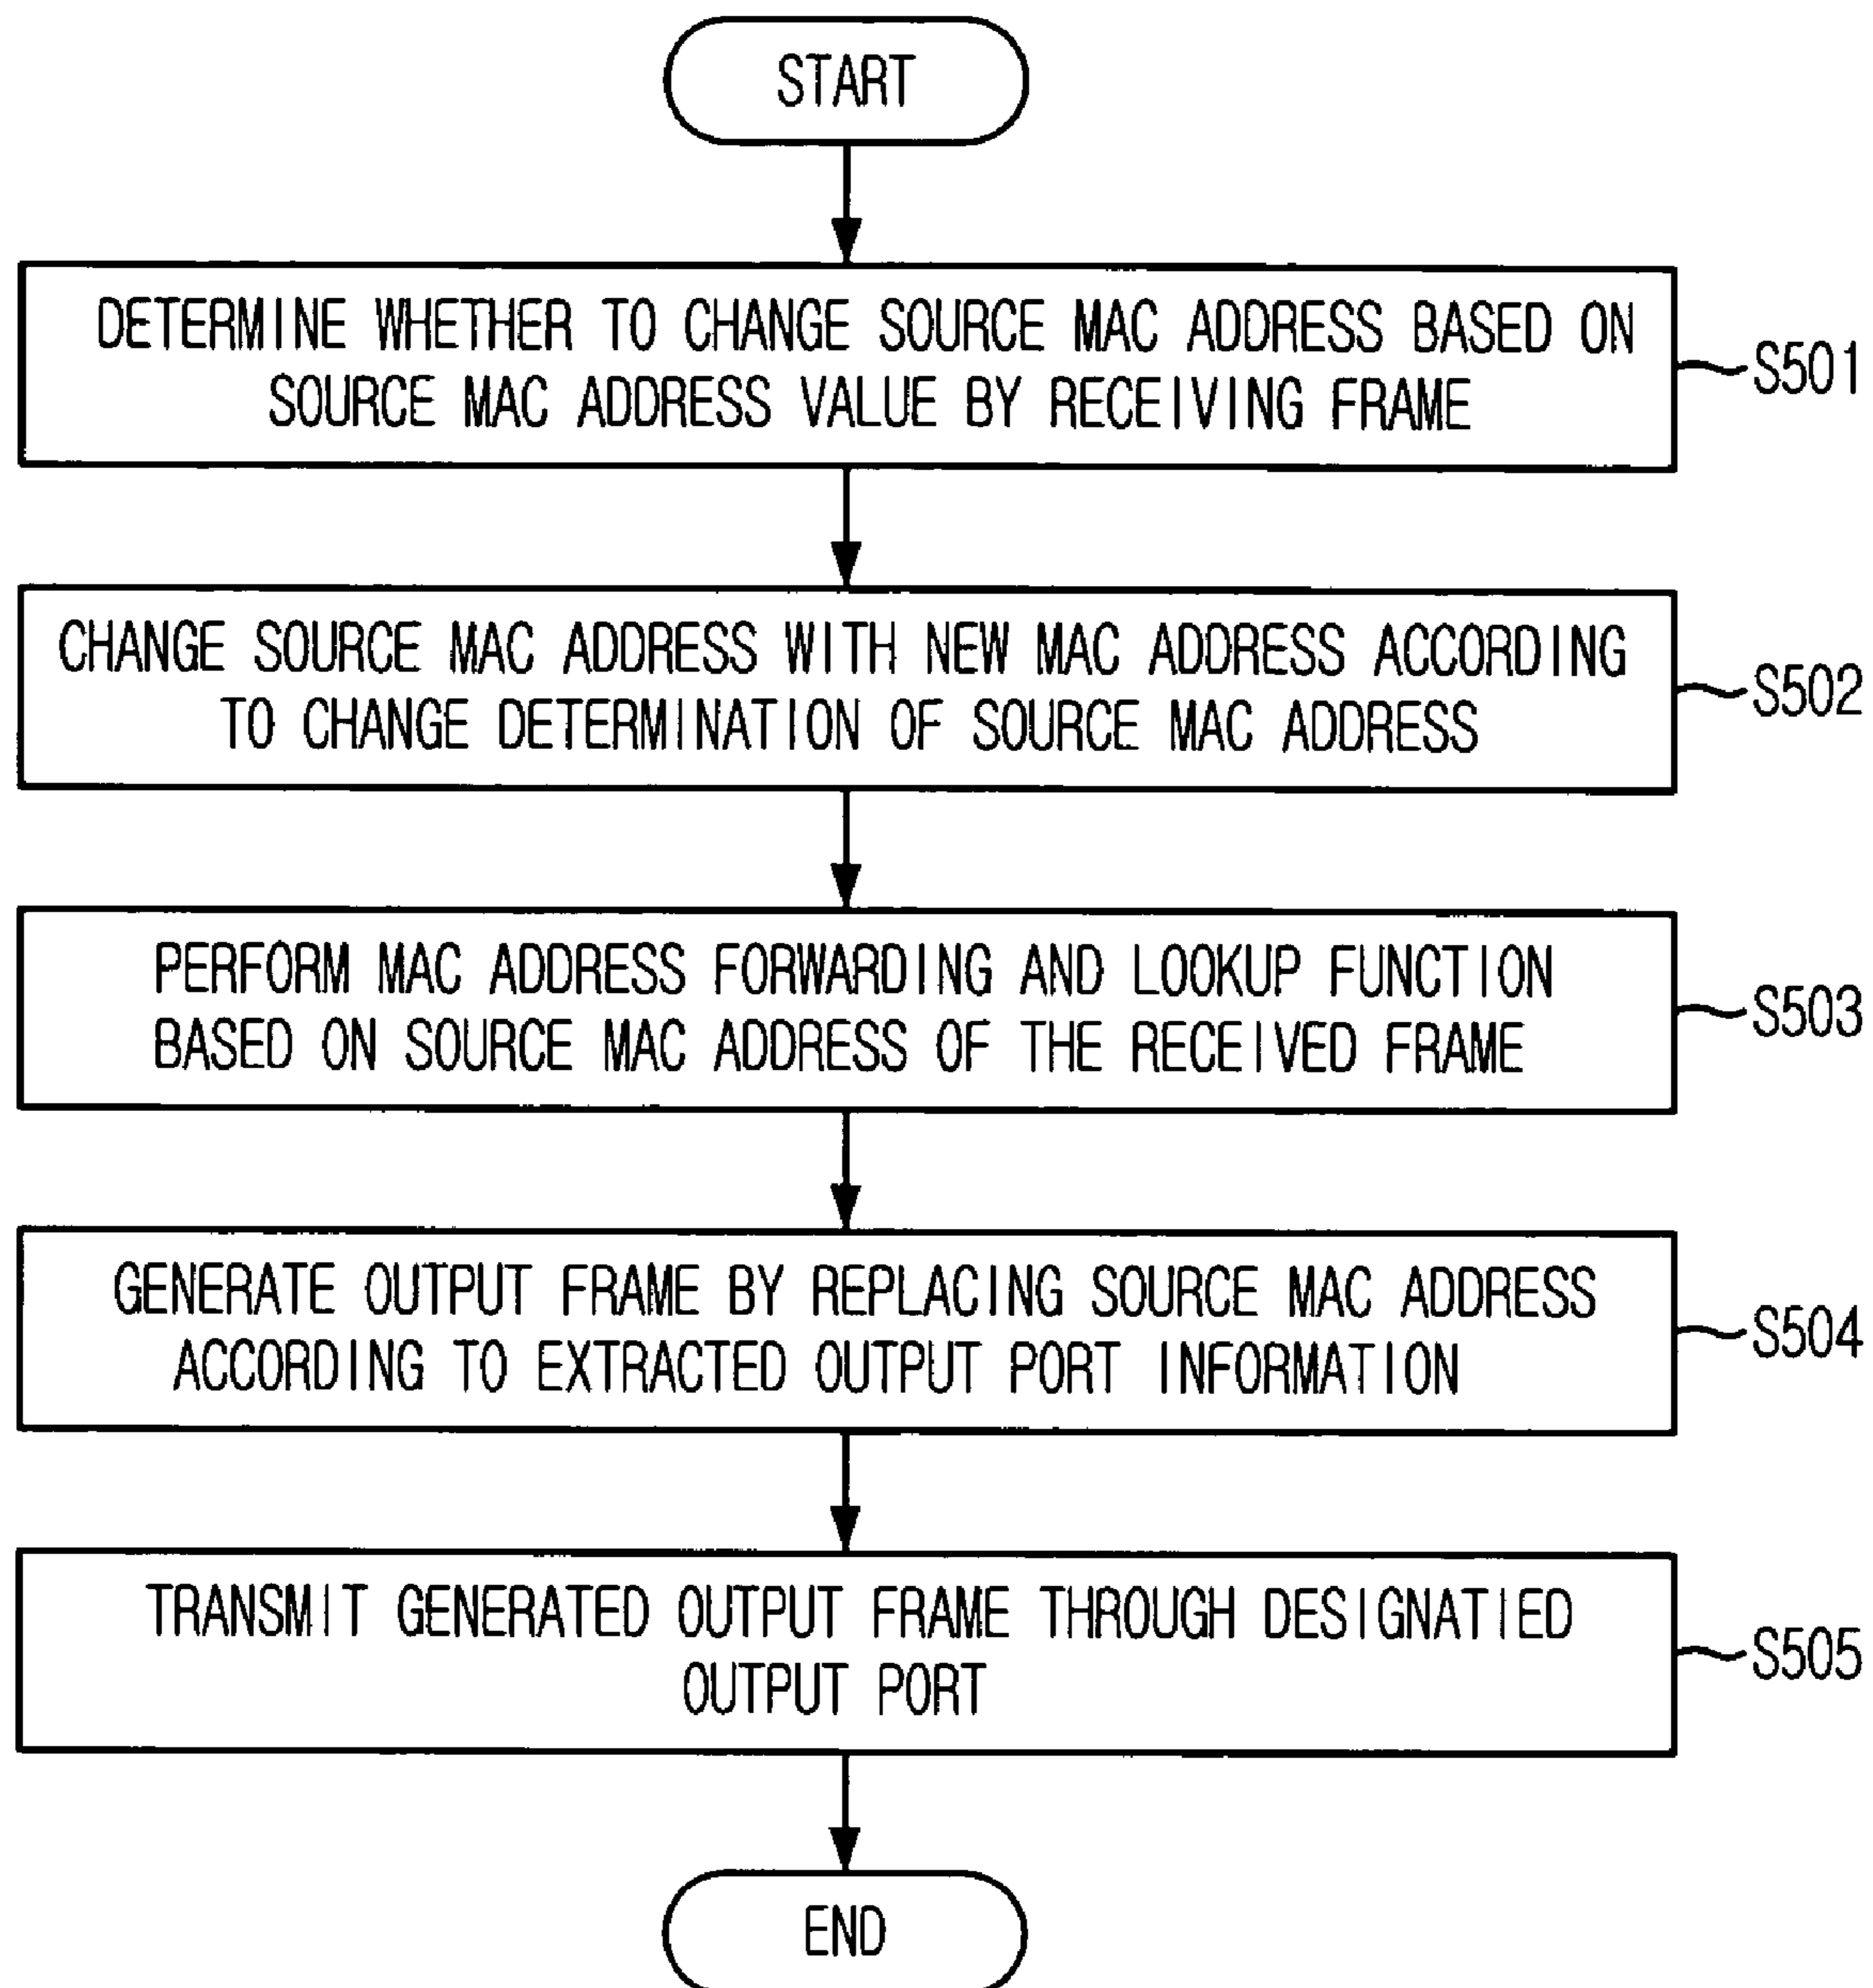 START
DETERMINE WHETHER TO CHANGE SOURCE MAC ADDRESS BASED ON
SOURCE MAC ADDRESS VALUE BY RECEIVING FRAME
S501
CHANGE SOURCE MAC ADDRESS WITH NEW MAC ADDRESS ACCORDING
TO CHANGE DETERMINATION OF SOURCE MAC ADDRESS
S502
PERFORM MAC ADDRESS FORWARDING AND LOOKUP FUNCTION
BASED ON SOURCE MAC ADDRESS OF THE RECEIVED FRAME
S503
GENERATE OUTPUT FRAME BY REPLACING SOURCE MAC ADDRESS
ACCORDING TO EXTRACTED OUTPUT PORT INFORMATION
S504
TRANSMIT GENERATED OUTPUT FRAME THROUGH DESIGNATIED
OUTPUT PORT
S505
END